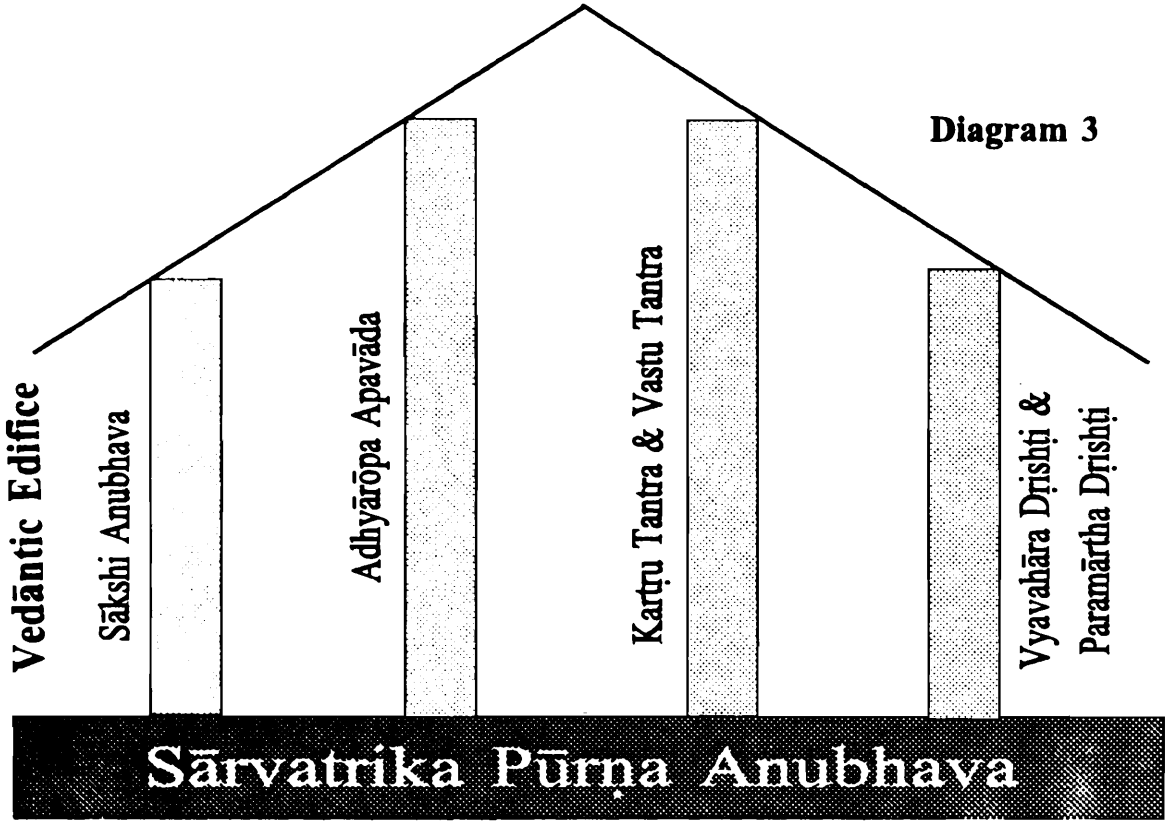 Diagram 3
Vedāntic Edifice
Sākshi Anubhava
Adhyārōpa Apavāda
Kartṛu Tantra & Vastu Tantra
Vyavahāra Dṛishṭi &
Paramārtha Dṛishṭi
Sārvatrika Pūrṇa Anubhava